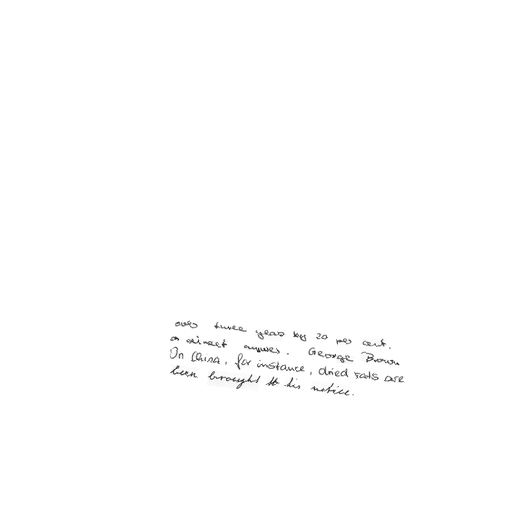 over three years by 20 per cent.
a direct answer. George Brown
In China, for instance, dried rats are
been brought to his notice.